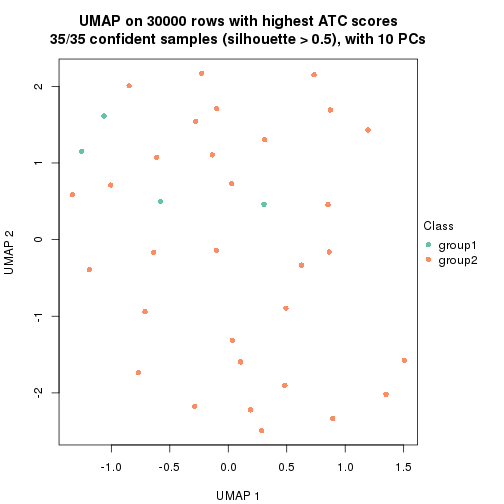 UMAP on 30000 rows with highest ATC scores
35/35 confident samples (silhouette > 0.5), with 10 PCs
2
1
0
-1
-2
UMAP 2
-1.0 -0.5 0.0 0.5 1.0 1.5
UMAP 1
Class
group1
group2